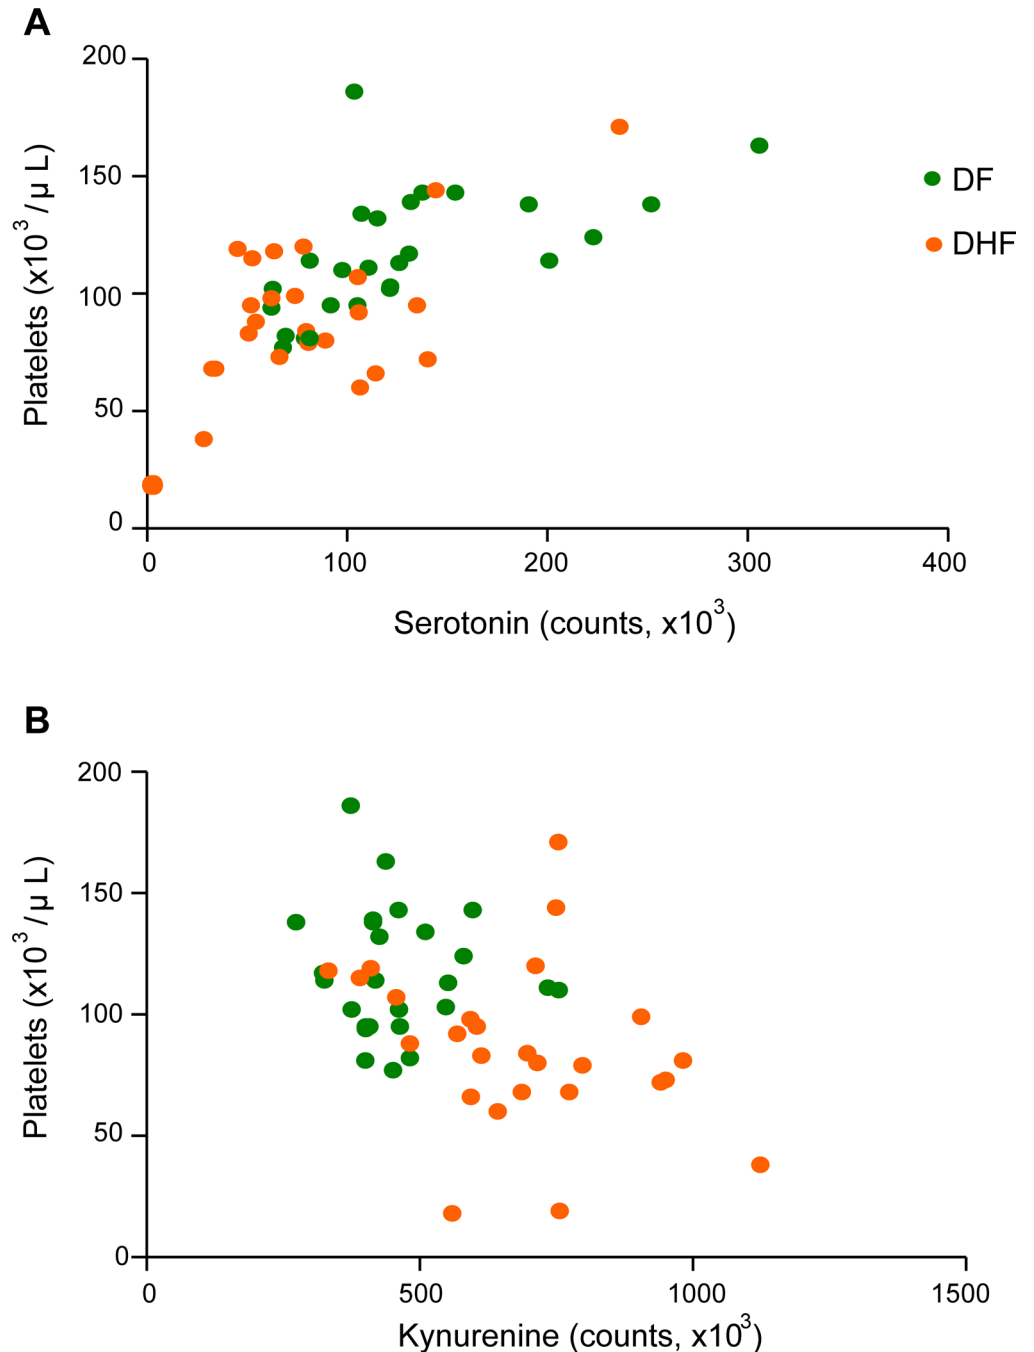 A
200
150
100
50
0
Platelets (x10³ / µ L)
DF
DHF
0 100 200 300 400
Serotonin (counts, x10³)
B
200
150
100
50
0
Platelets (x10³ / µ L)
0 500 1000 1500
Kynurenine (counts, x10³)